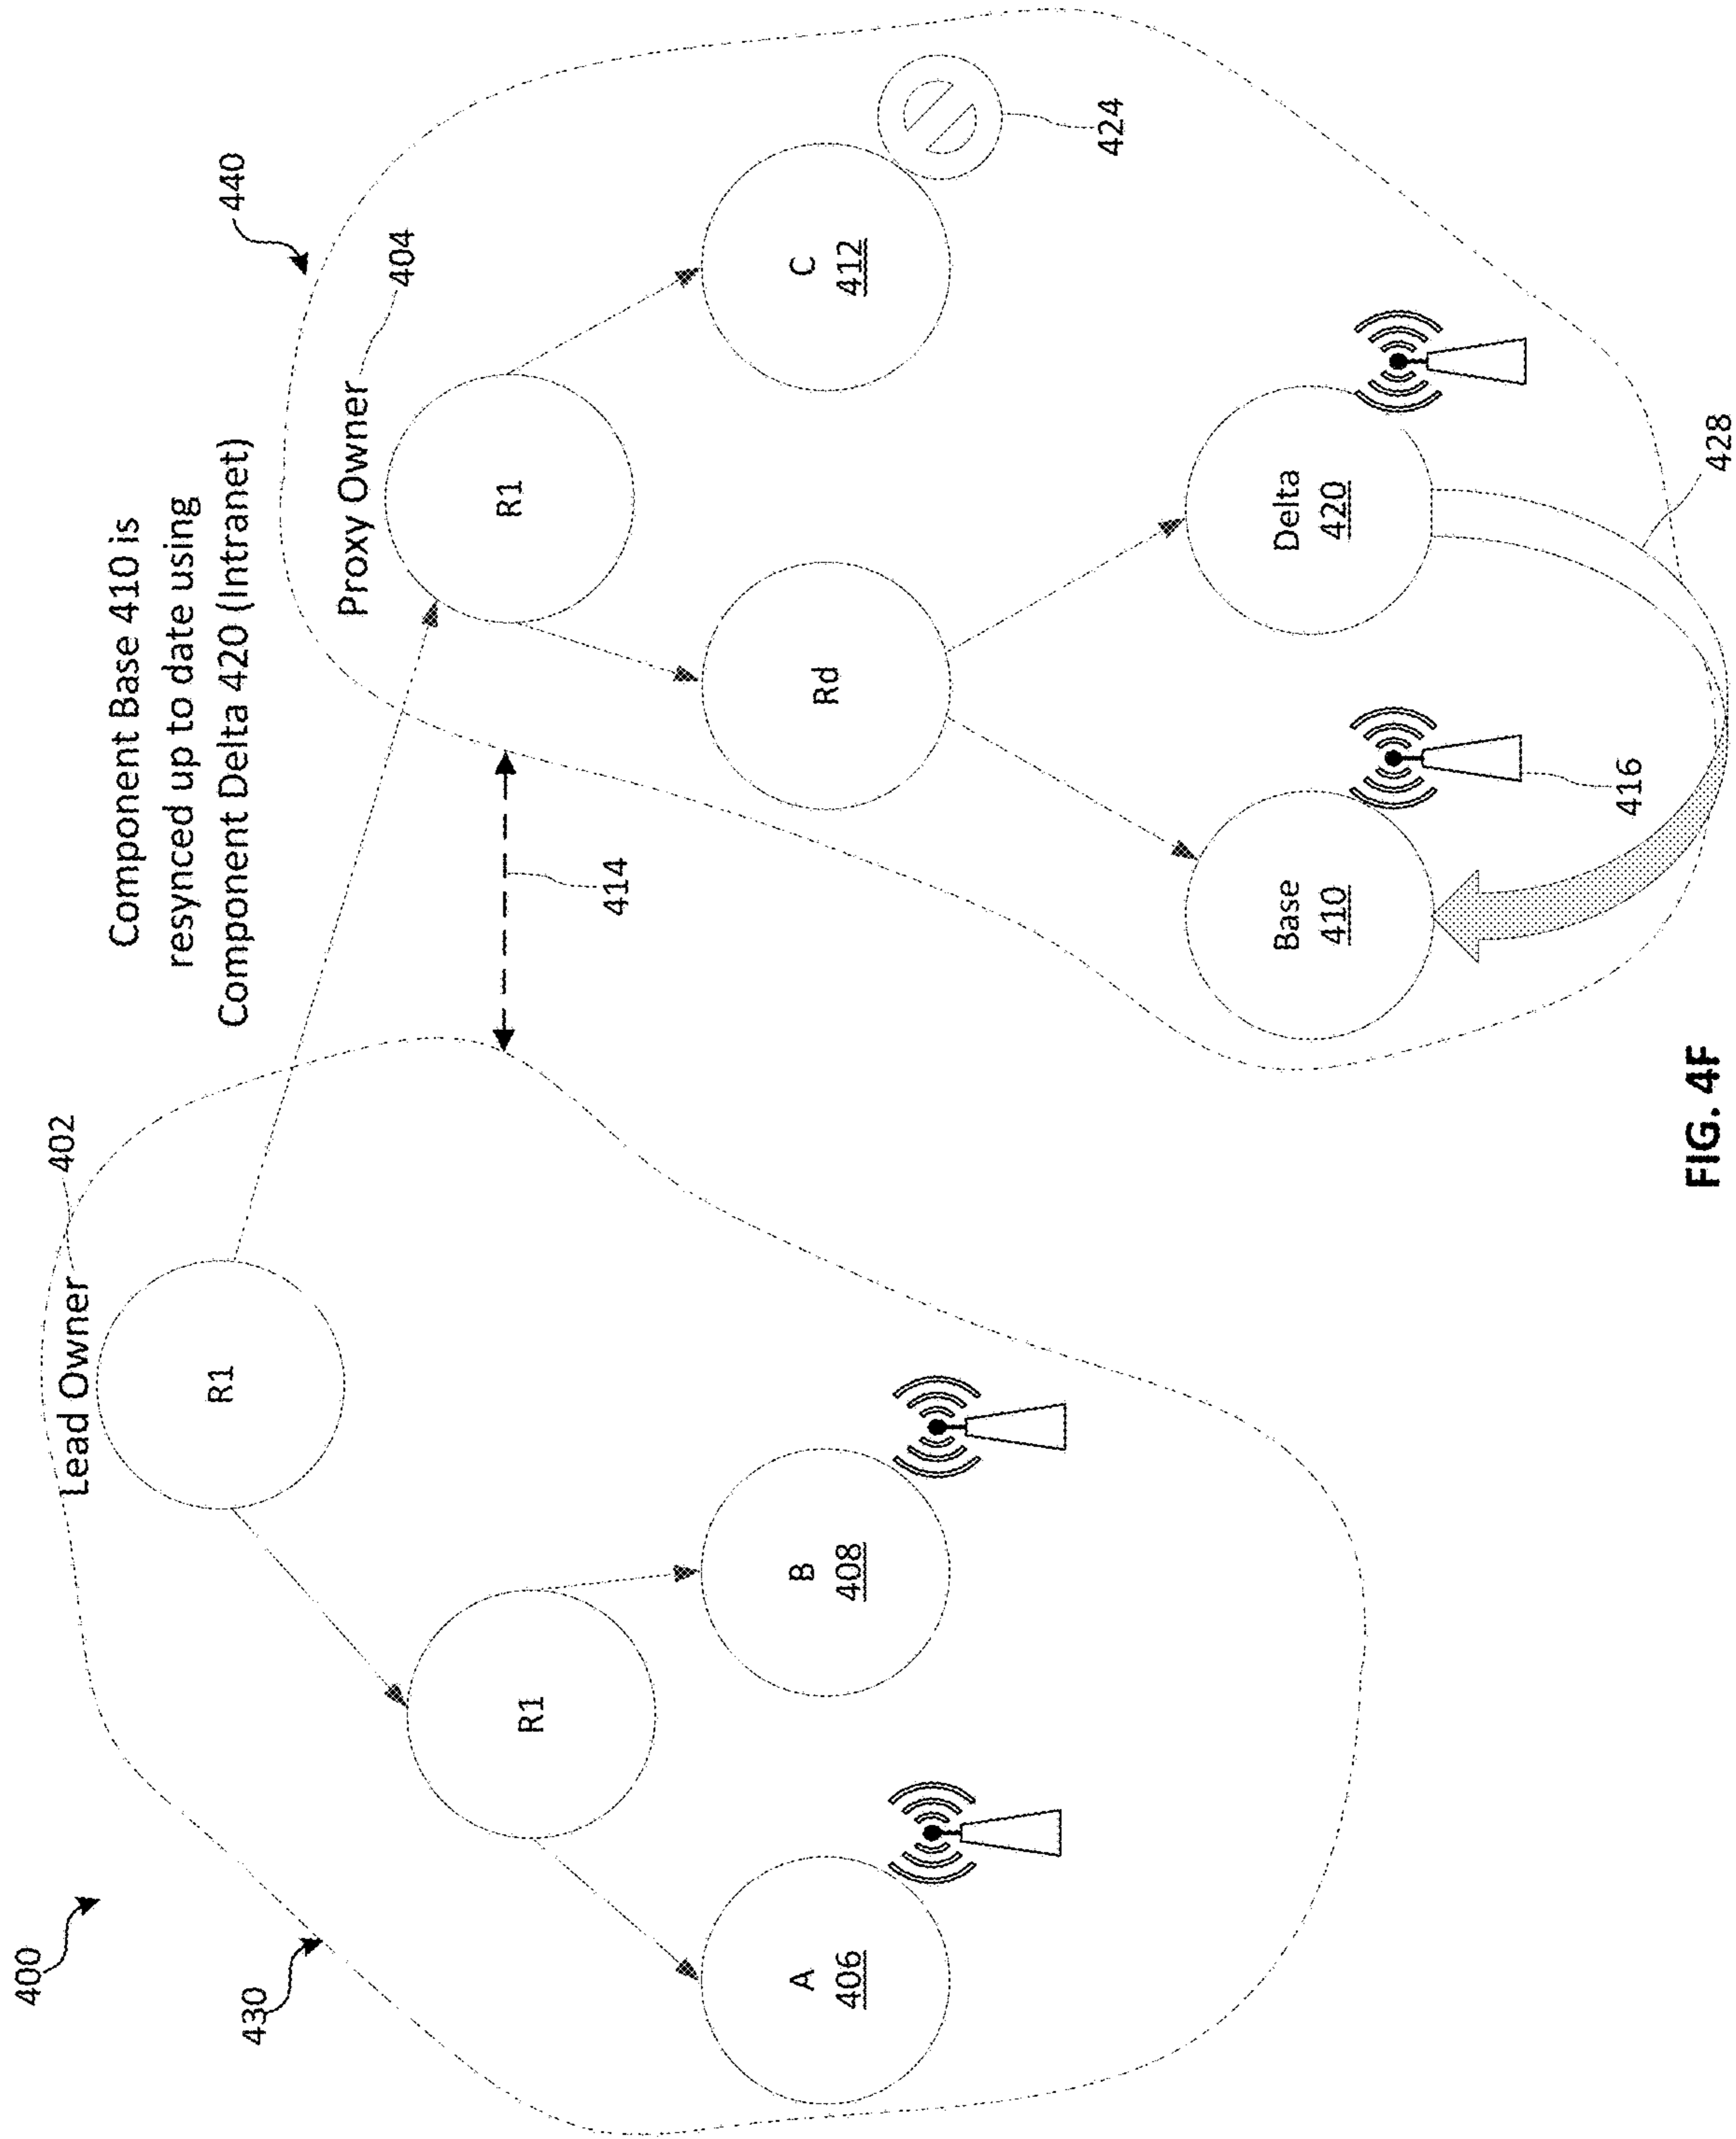 400
430
Lead Owner
402
R1
R1
A
406
B
408
Component Base 410 is
resynced up to date using
Component Delta 420 (Intranet)
414
440
Proxy Owner
404
R1
Rd
C
412
424
Base
410
416
Delta
420
428
FIG. 4F